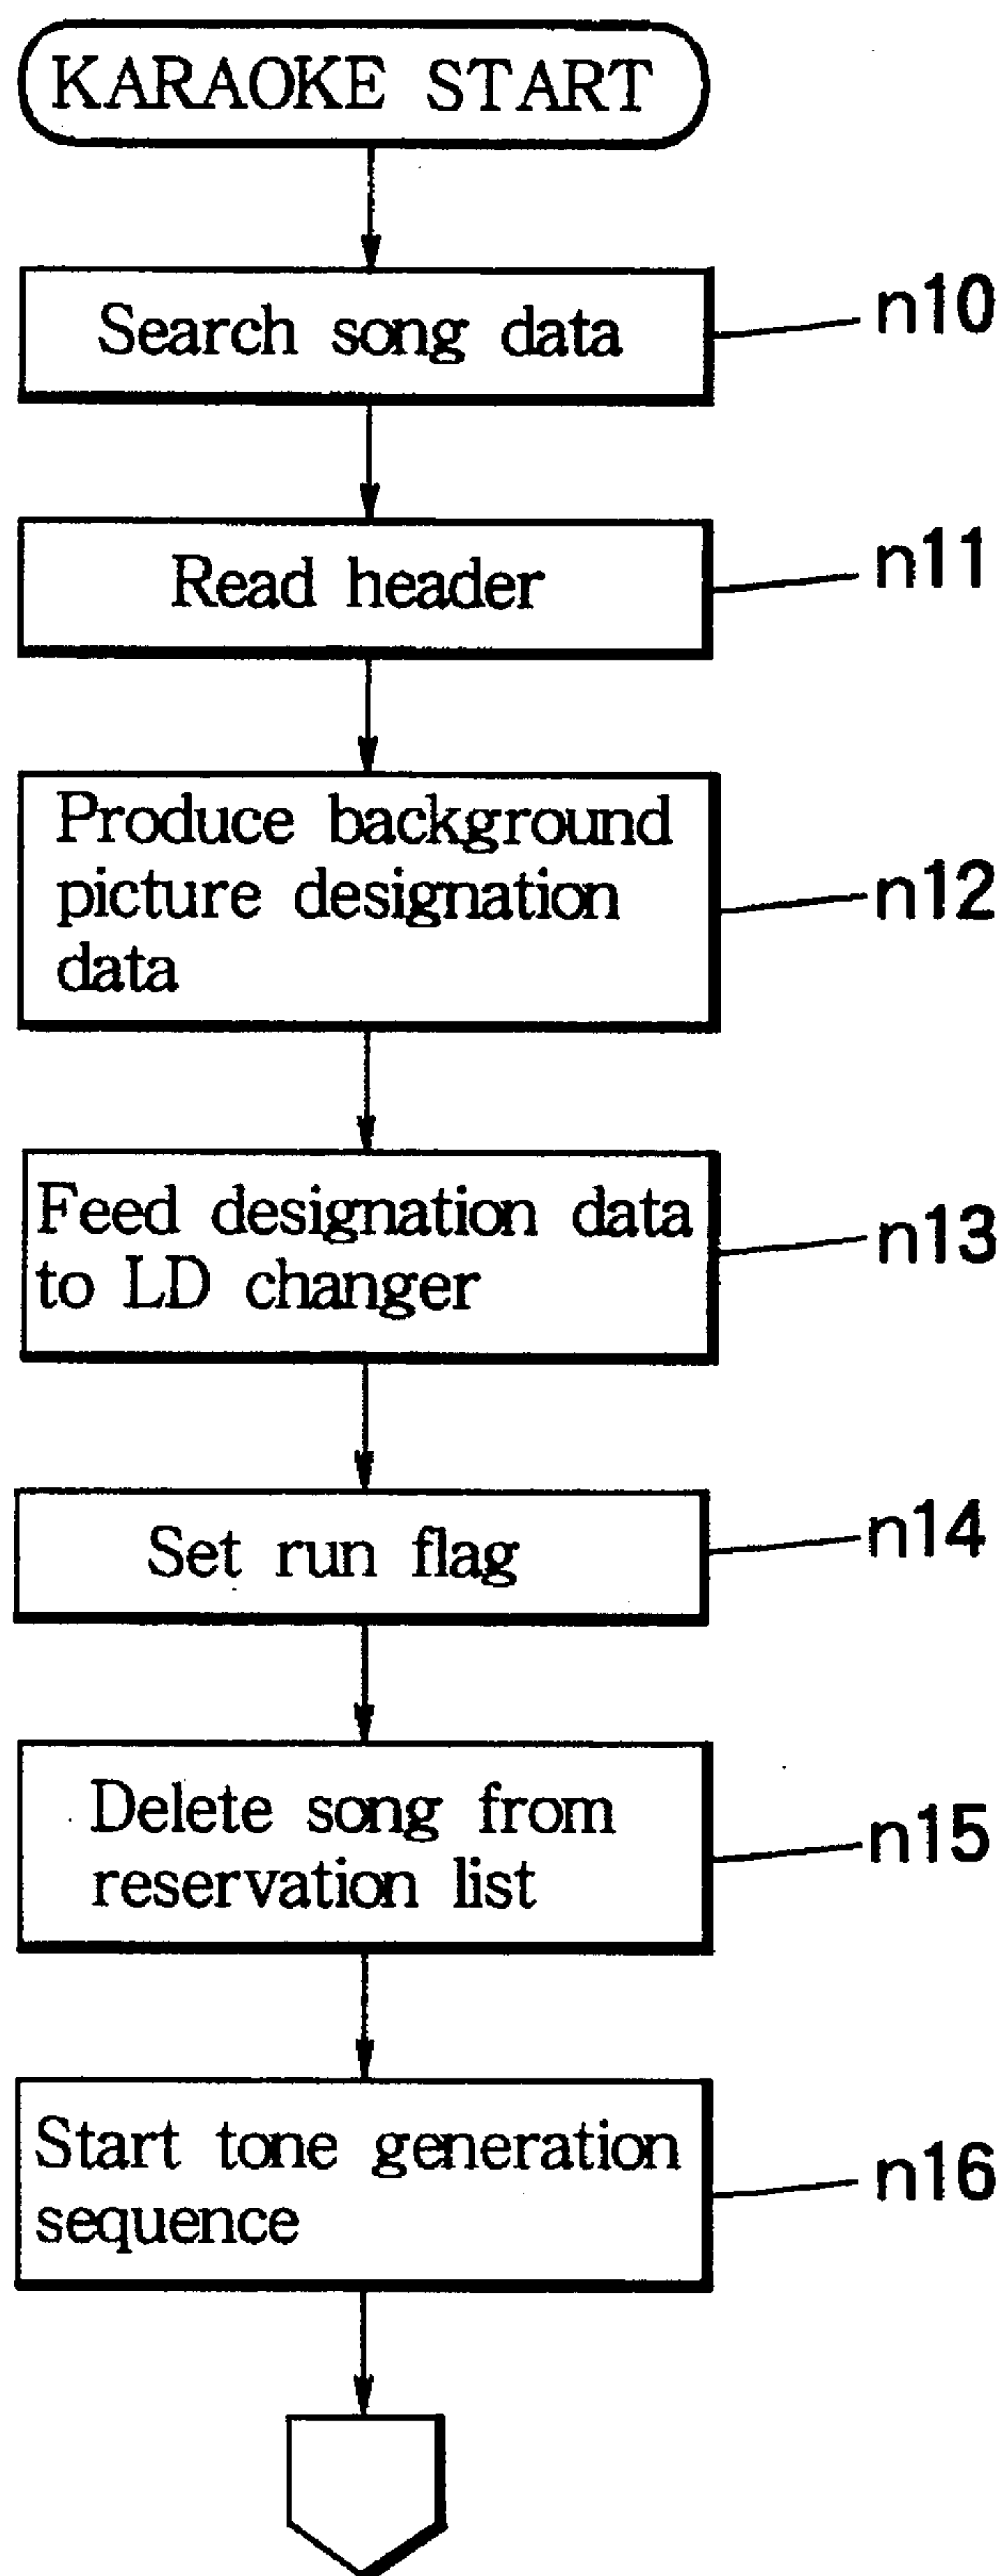 KARAOKE START
Search song data
n10
Read header
n11
Produce background
picture designation
data
n12
Feed designation data
to LD changer
n13
Set run flag
n14
Delete song from
reservation list
n15
Start tone generation
sequence
n16